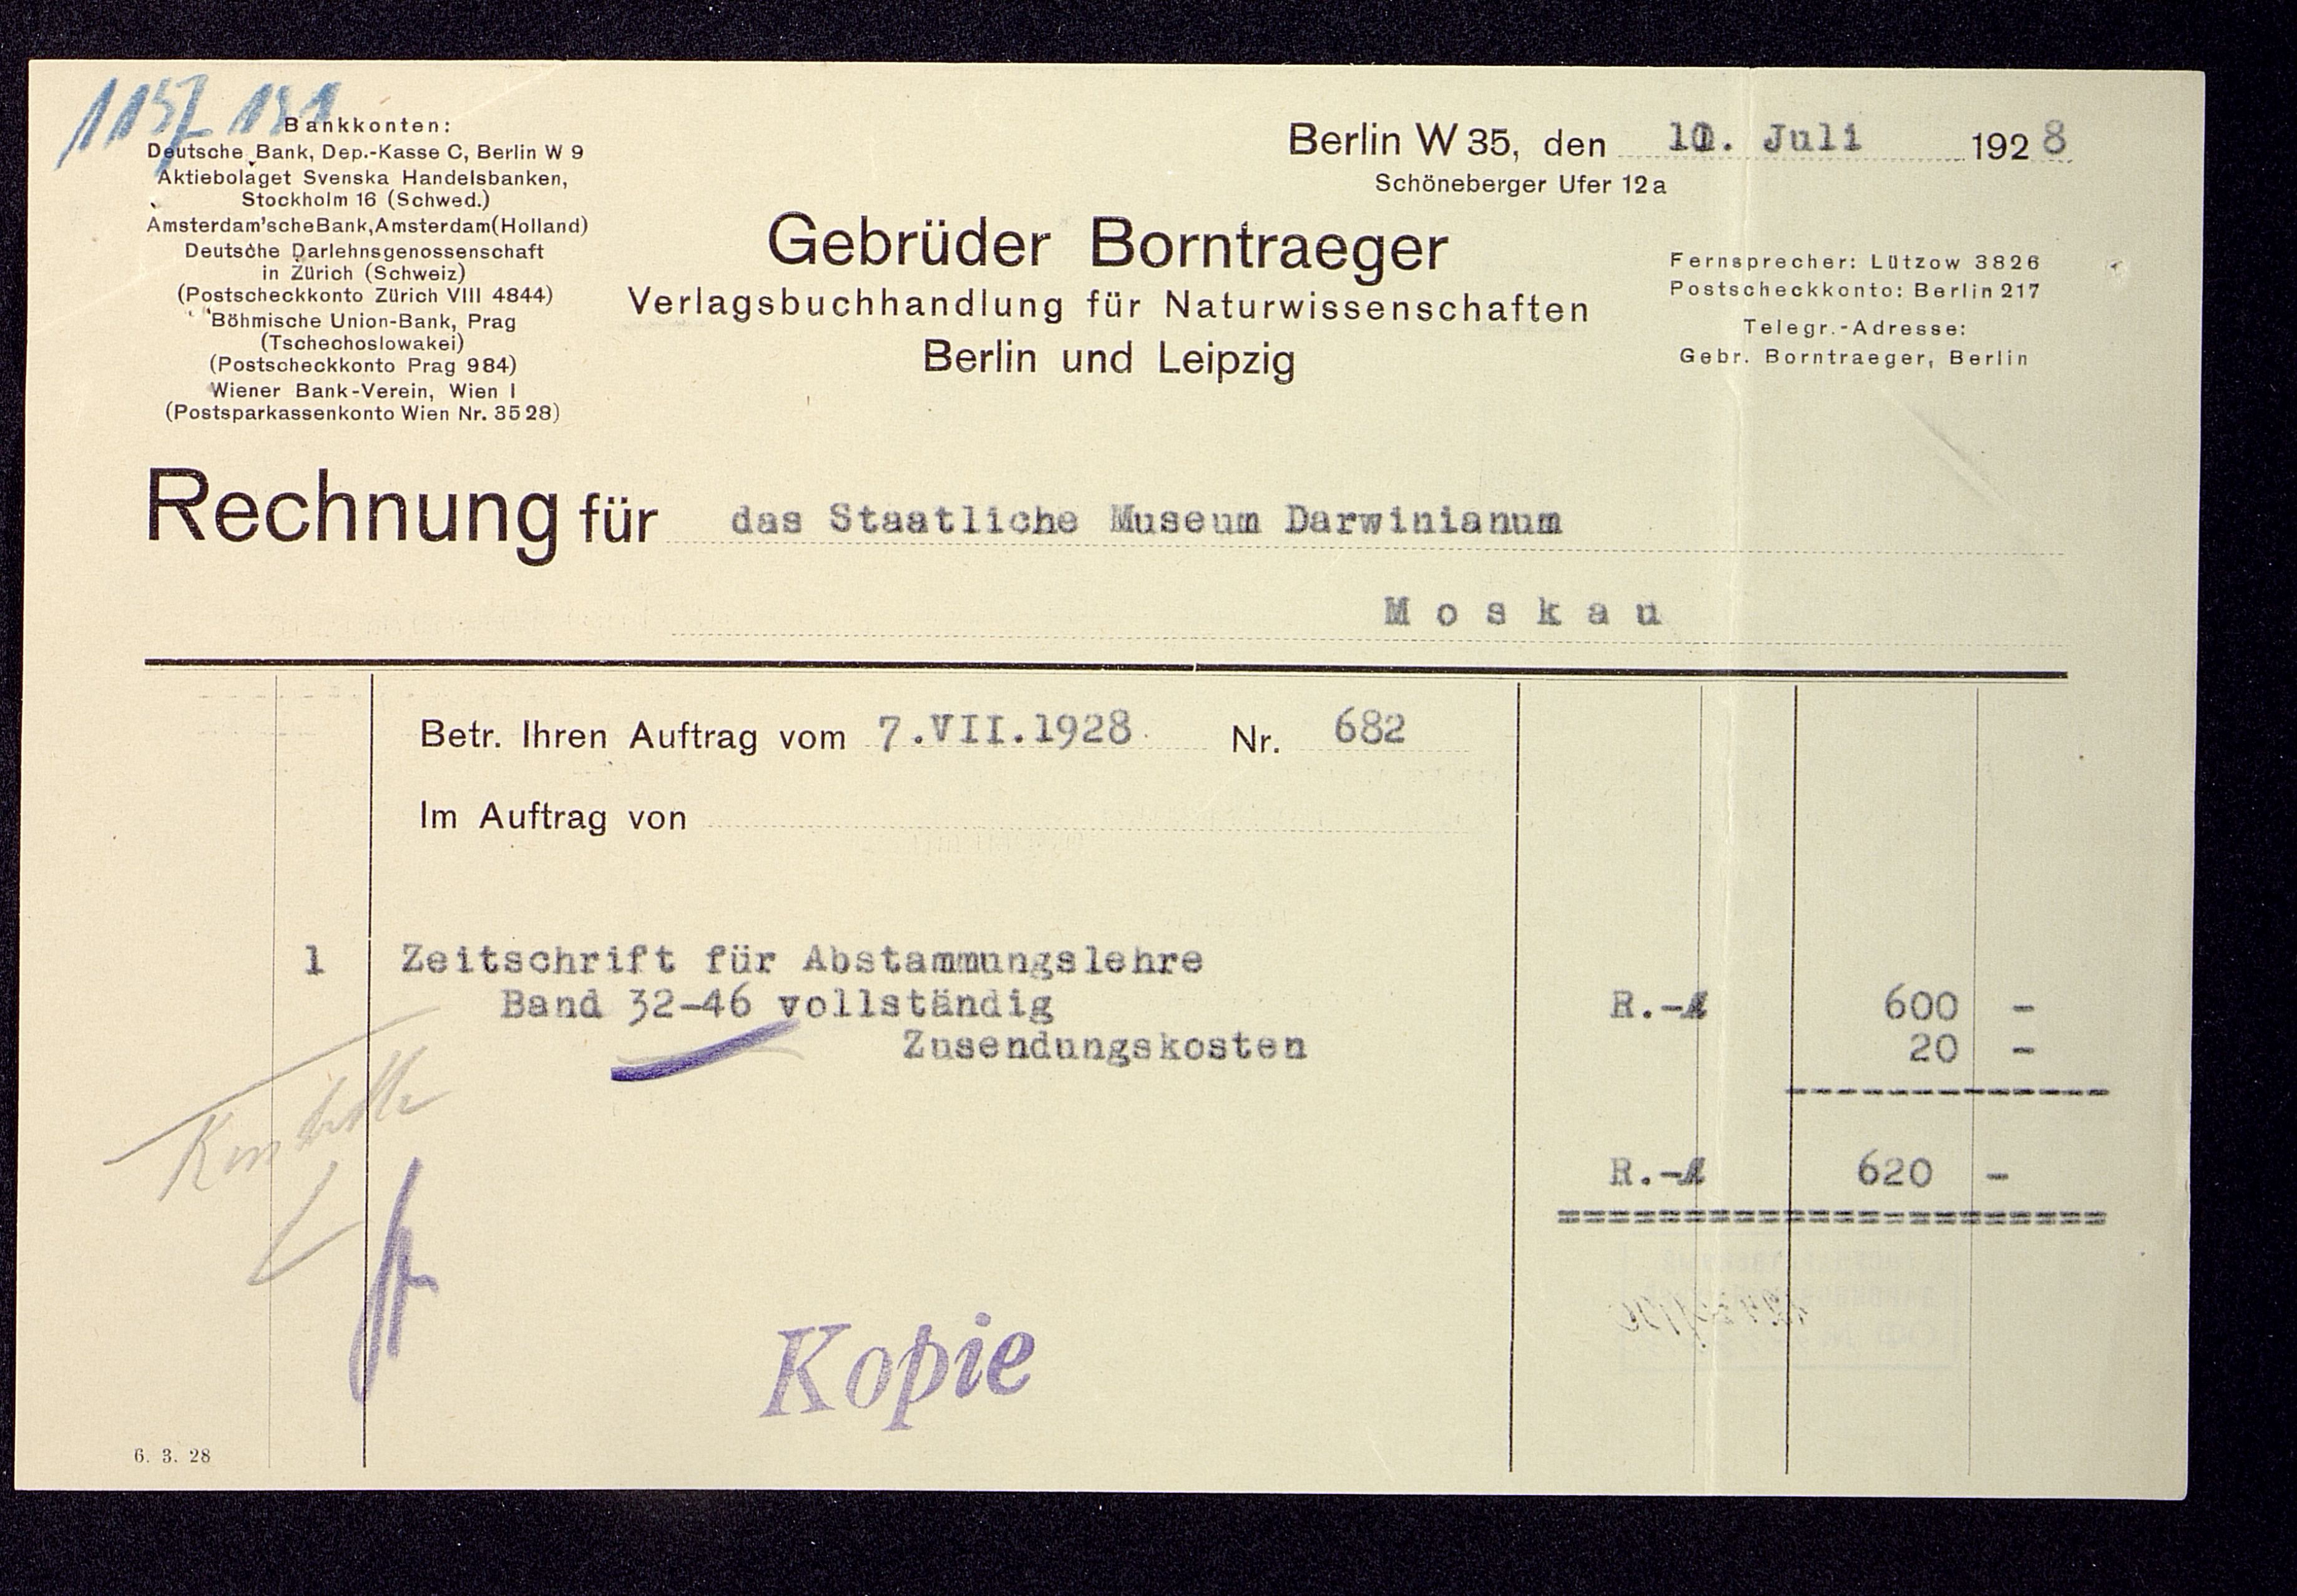 Bankkonten:
Deutsche Bank, Dep.-Kasse C, Berlin W 9
Aktiebolaget Svenska Handelsbanken,
Stockholm 16 (Schwed.)
Amsterdam'sche Bank, Amsterdam (Holland)
Deutsche Darlehnsgenossenschaft
in Zürich (Schweiz)
(Postscheckkonto Zürich VIII 4844)
Böhmische Union-Bank, Prag
(Tschechoslowakei)
(Postscheckkonto Prag 984)
Wiener Bank-Verein, Wien I
(Postsparkassenkonto Wien Nr. 3528)
Berlin W 35, den Juli 1928
Schöneberger Ufer 12a
Gebrüder Borntraeger
Verlagsbuchhandlung für Naturwissenschaften
Berlin und Leipzig
Fernsprecher: Lützow 3826
Postscheckkonto: Berlin 217
Telegr.-Adresse:
Gebr. Borntraeger, Berlin
Rechnung für das Staatliche Museum Darwinianum
Moskau
Betr. Ihren Auftrag vom 7.VII.1928 Nr. 682
Im Auftrag von
1 Zeitschrift für Abstammungslehre
Band 32-46 vollständig 600 -
Zusendungskosten 20 -
620 -
Kopie
6. 3. 28